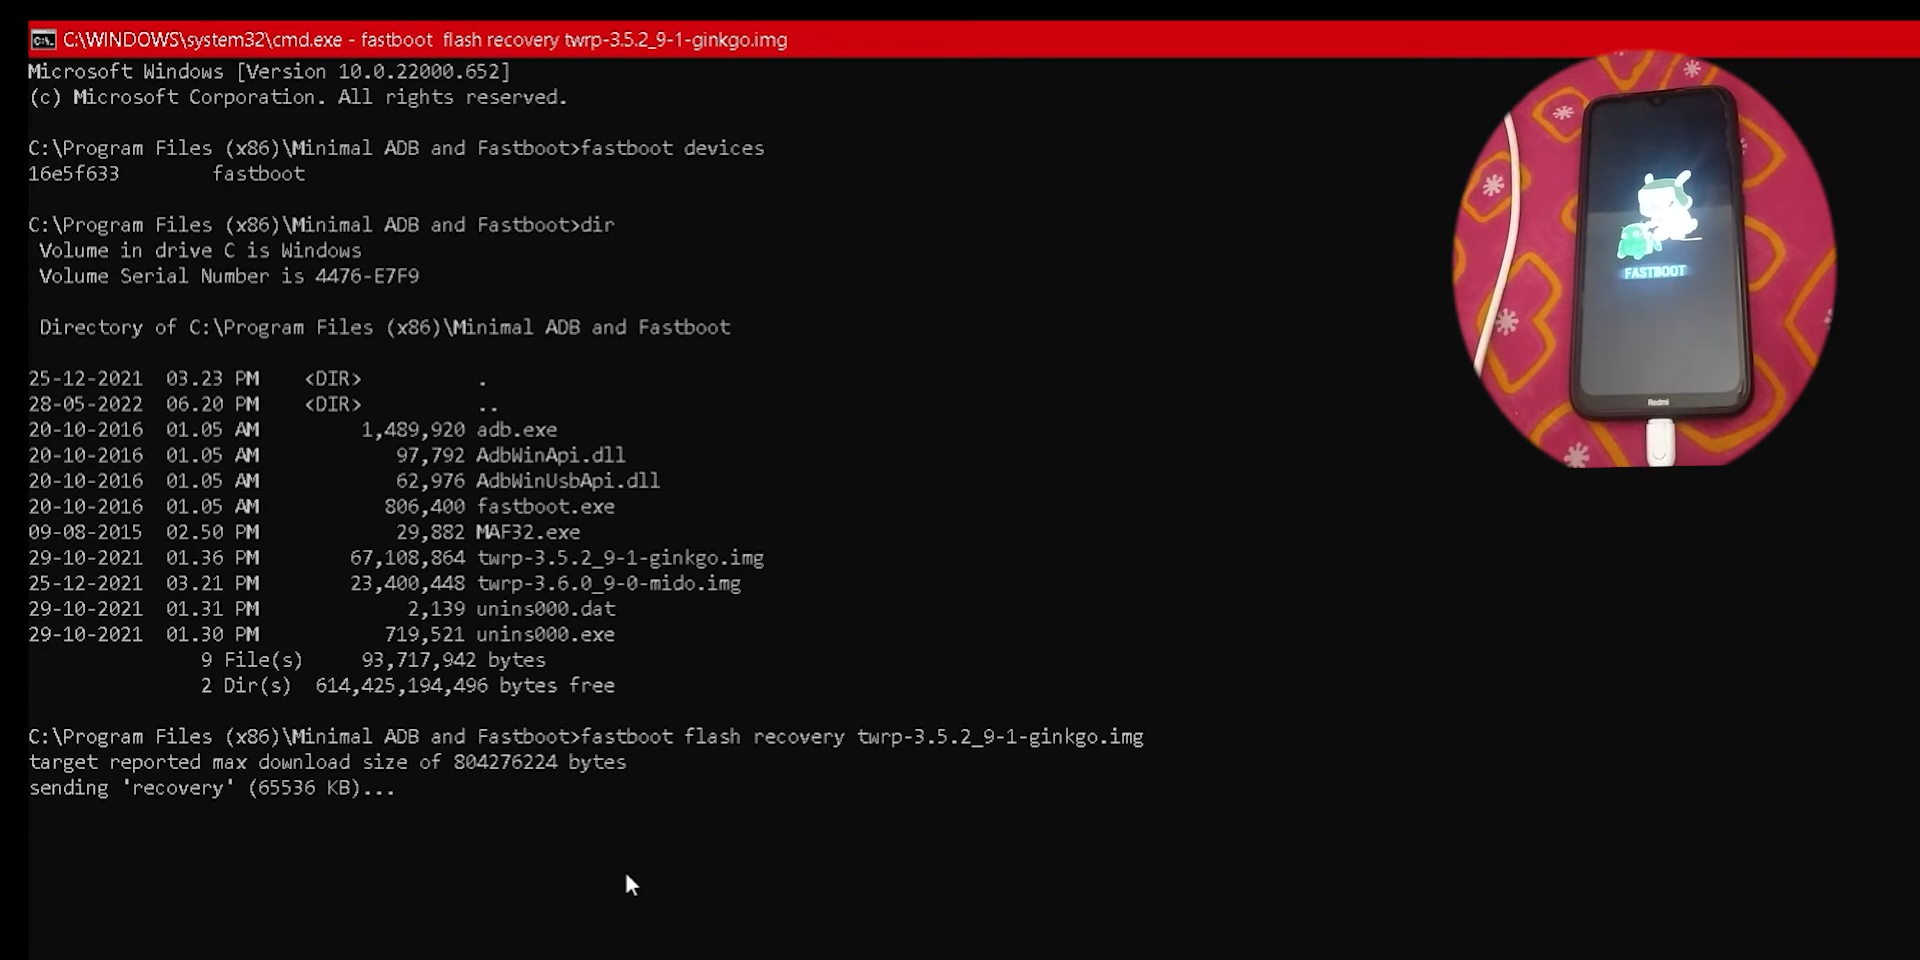 C:\WINDOWS\system32\cmd.exe - fastboot  flash recovery twrp-3.5.2_9-1-ginkgo.img
Microsoft Windows [Version 10.0.22000.652]
(c) Microsoft Corporation. All rights reserved.
C:\Program Files (x86)\Minimal ADB and Fastboot>fastboot devices
16e5f633        fastboot
C:\Program Files (x86)\Minimal ADB and Fastboot>dir
Volume in drive C is Windows
Volume Serial Number is 4476-E7F9
Directory of C:\Program Files (x86)\Minimal ADB and Fastboot
25-12-2021  03.23 PM    <DIR>          .
28-05-2022  06.20 PM    <DIR>          ..
20-10-2016  01.05 AM         1,489,920 adb.exe
20-10-2016  01.05 AM            97,792 AdbWinApi.dll
20-10-2016  01.05 AM            62,976 AdbWinUsbApi.dll
20-10-2016  01.05 AM           806,400 fastboot.exe
09-08-2015  02.50 PM            29,882 MAF32.exe
29-10-2021  01.36 PM        67,108,864 twrp-3.5.2_9-1-ginkgo.img
25-12-2021  03.21 PM        23,400,448 twrp-3.6.0_9-0-mido.img
29-10-2021  01.31 PM             2,139 unins000.dat
29-10-2021  01.30 PM           719,521 unins000.exe
9 File(s)     93,717,942 bytes
2 Dir(s)  614,425,194,496 bytes free
C:\Program Files (x86)\Minimal ADB and Fastboot>fastboot flash recovery twrp-3.5.2_9-1-ginkgo.img
target reported max download size of 804276224 bytes
sending 'recovery' (65536 KB)...
FASTBOOT
Redmi